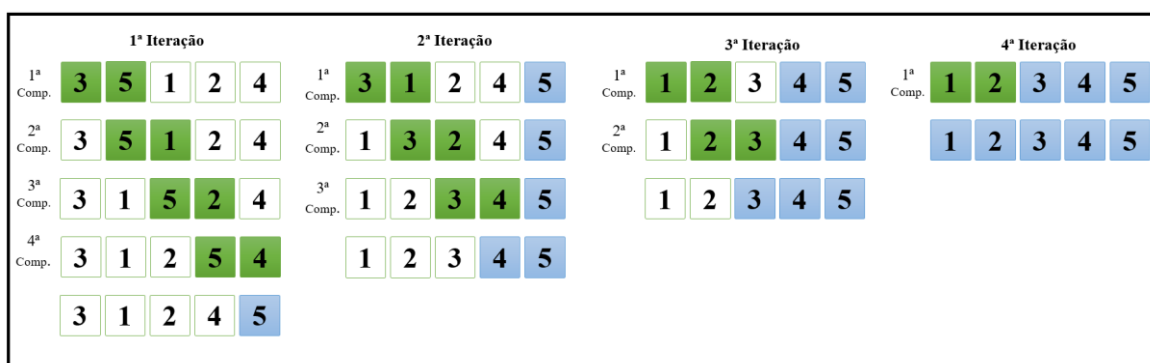 1ª Iteração
1ª Comp. 3 5 1 2 4
2ª Comp. 3 5 1 2 4
3ª Comp. 3 1 5 2 4
4ª Comp. 3 1 2 5 4
3 1 2 4 5
2ª Iteração
1ª Comp. 3 1 2 4 5
2ª Comp. 1 3 2 4 5
3ª Comp. 1 2 3 4 5
1 2 3 4 5
3ª Iteração
1ª Comp. 1 2 3 4 5
2ª Comp. 1 2 3 4 5
1 2 3 4 5
4ª Iteração
1ª Comp. 1 2 3 4 5
1 2 3 4 5